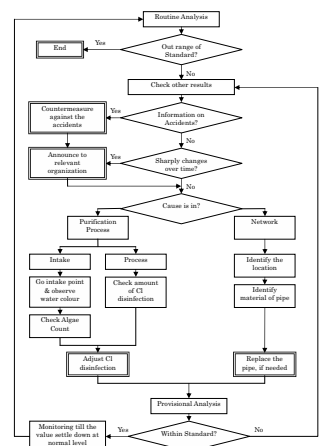 Routine Analysis
Out range of
Standard?
Yes
End
No
Check other results
Information on
Accidents?
Yes
Countermeasure
against the
accidents
No
Sharply changes
over time?
Yes
Announce to
relevant
organization
No
Cause is in?
Purification
Process
Network
Intake
Process
Identify the
location
Go intake point
& observe
water colour
Check amount
of Cl
disinfection
Identify
material of pipe
Check Algae
Count
Adjust Cl
disinfection
Replace the
pipe, if needed
Provisional Analysis
Within Standard?
Yes
No
Monitoring till the
value settle down at
normal level